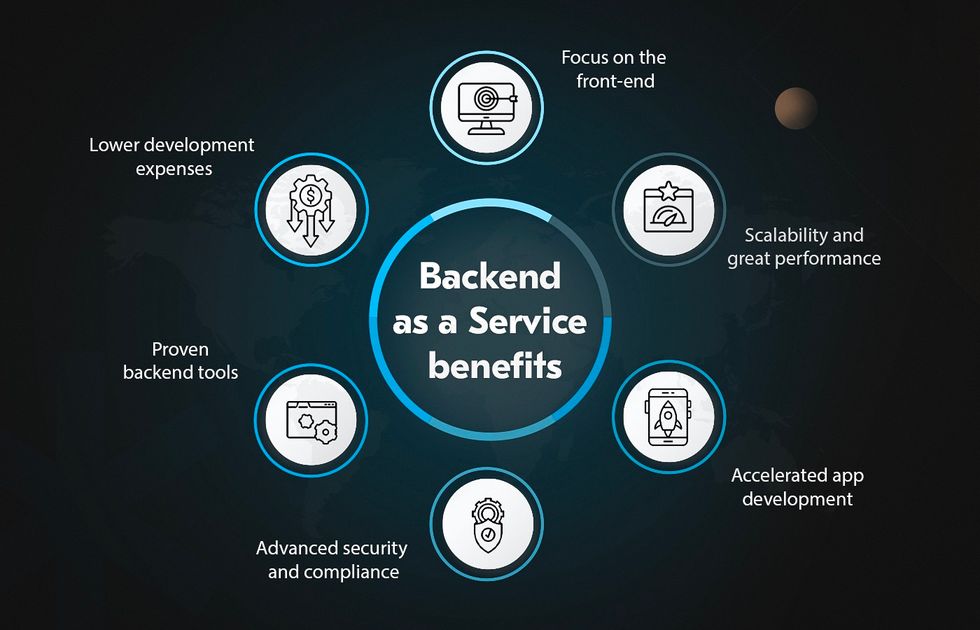 Backend
as a Service
benefits
Focus on the
front-end
Scalability and
great performance
Accelerated app
development
Advanced security
and compliance
Proven
backend tools
Lower development
expenses
$